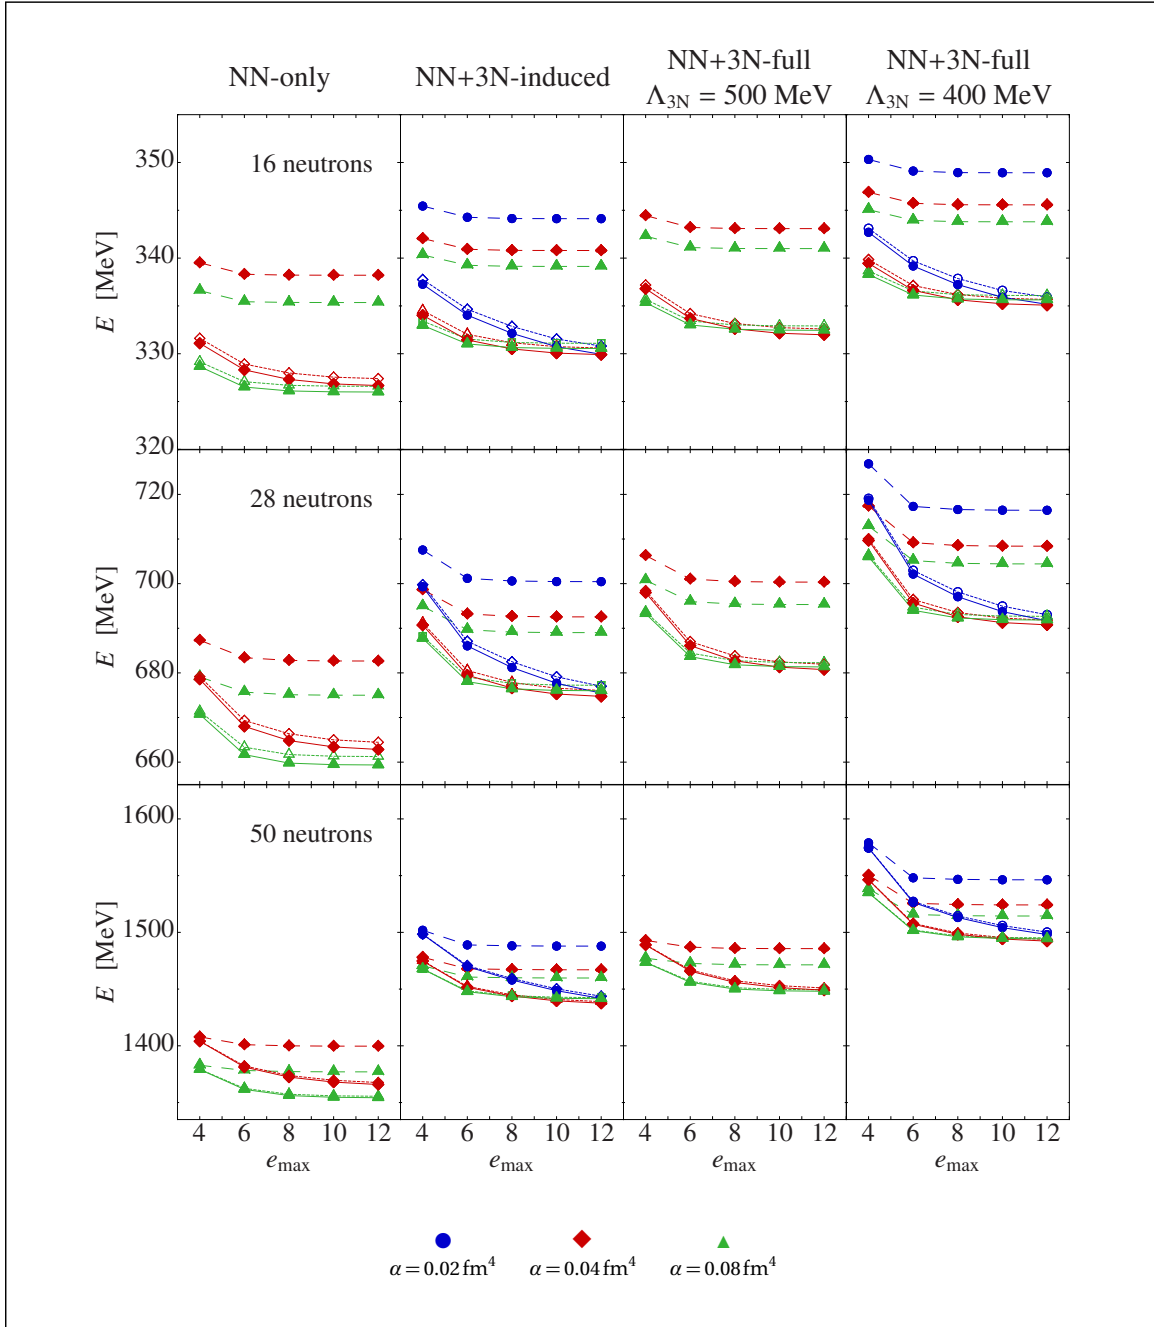 NN-only
NN+3N-induced
NN+3N-full
Λ3N = 500 MeV
NN+3N-full
Λ3N = 400 MeV
16 neutrons
E [MeV]
350
340
330
320
28 neutrons
E [MeV]
720
700
680
660
50 neutrons
E [MeV]
1600
1500
1400
4 6 8 10 12 4 6 8 10 12 4 6 8 10 12 4 6 8 10 12
emax emax emax emax
α = 0.02 fm⁴ α = 0.04 fm⁴ α = 0.08 fm⁴